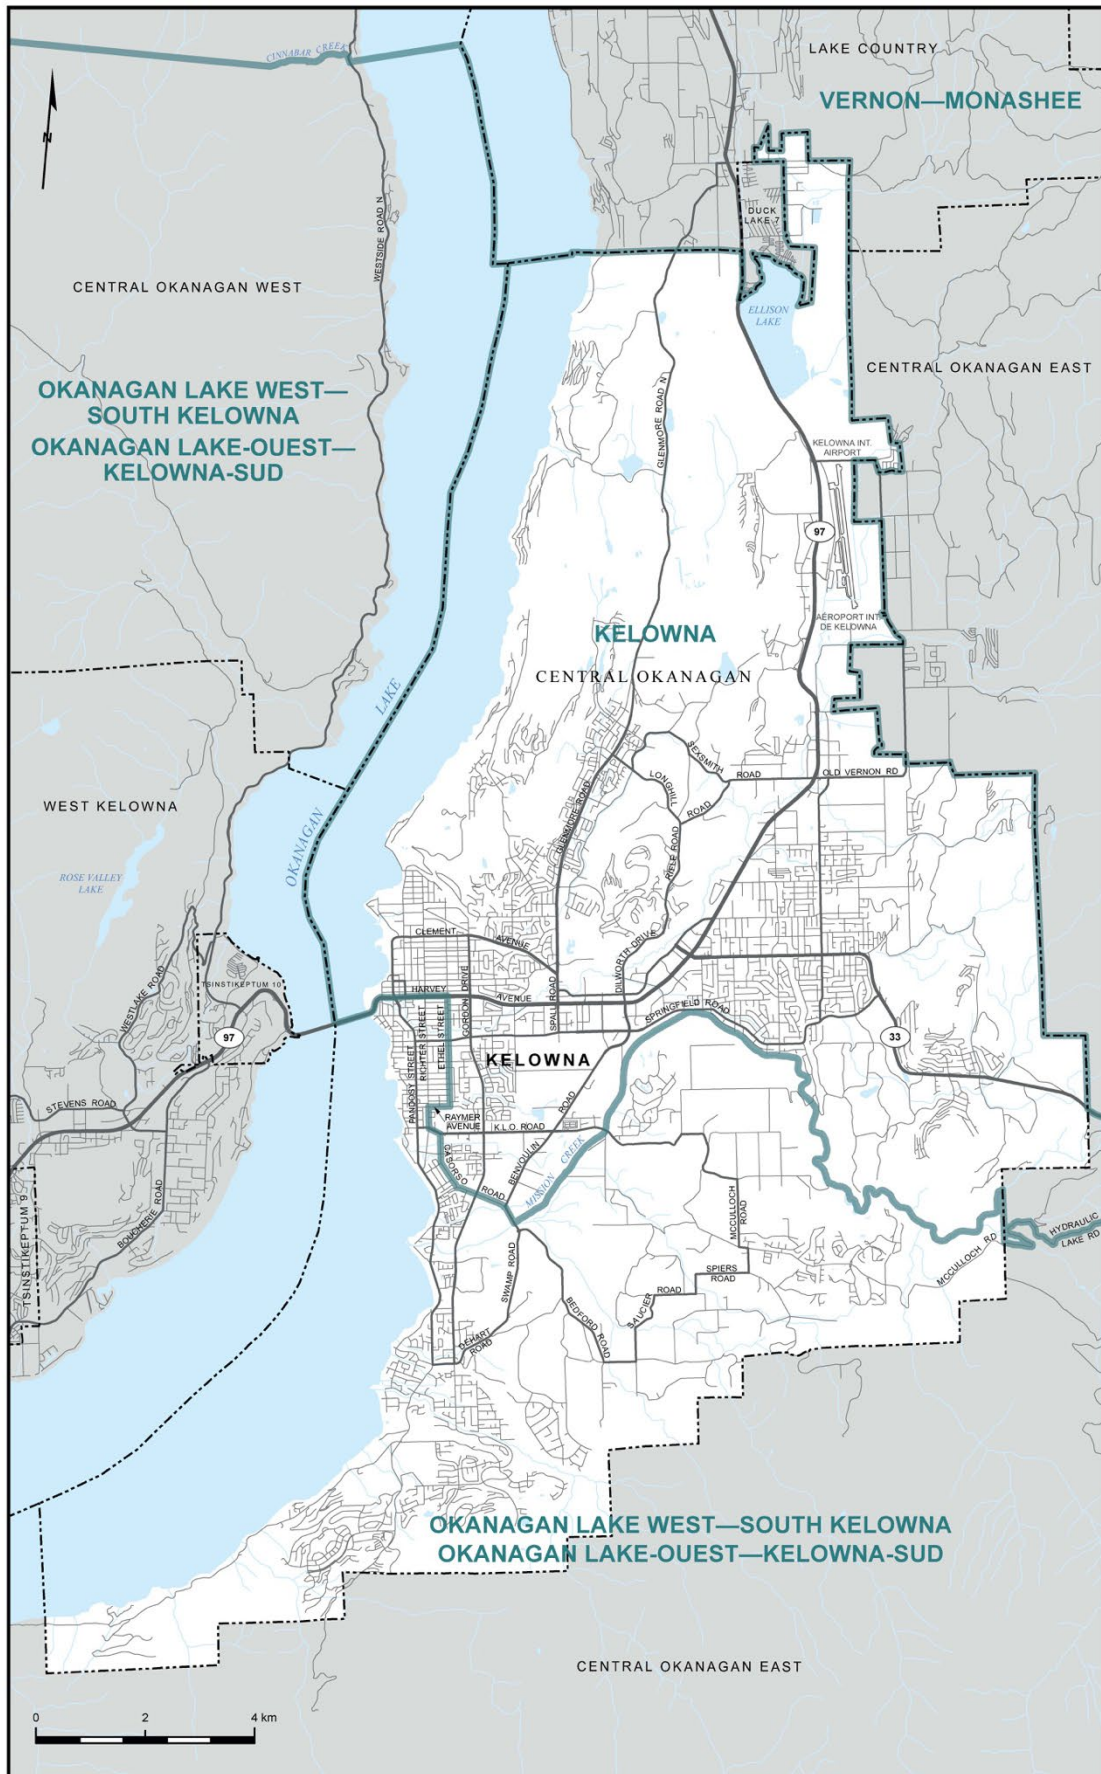 CINNABAR CREEK
LAKE COUNTRY
VERNON—MONASHEE
N
WESTSIDE ROAD N
DUCK
LAKE 7
CENTRAL OKANAGAN WEST
ELLISON
LAKE
CENTRAL OKANAGAN EAST
OKANAGAN LAKE WEST—
SOUTH KELOWNA
OKANAGAN LAKE-OUEST—
KELOWNA-SUD
GLENMORE ROAD N
KELOWNA INT.
AIRPORT
97
AÉROPORT INT.
DE KELOWNA
KELOWNA
CENTRAL OKANAGAN
OKANAGAN LAKE
SEXSMITH ROAD
OLD VERNON RD
LONGHILL ROAD
WEST KELOWNA
GLENMORE ROAD
RIFLE ROAD
ROSE VALLEY
LAKE
CLEMENT AVENUE
DILWORTH DRIVE
WESTLAKE ROAD
TSINSTIKEPTUM 10
HARVEY AVENUE
GORDON DRIVE
SPALL ROAD
SPRINGFIELD ROAD
97
33
PANDOSY STREET
RICHTER STREET
ETHEL STREET
KELOWNA
STEVENS ROAD
RAYMER
AVENUE
K.L.O. ROAD
BENVOULIN ROAD
MISSION CREEK
CASORSO ROAD
MCCULLOCH
ROAD
BOUCHERIE ROAD
TSINSTIKEPTUM 9
HYDRAULIC
LAKE RD
MCCULLOCH RD
SWAMP ROAD
SPIERS
ROAD
SAUCIER ROAD
BEDFORD ROAD
DEHART
ROAD
OKANAGAN LAKE WEST—SOUTH KELOWNA
OKANAGAN LAKE-OUEST—KELOWNA-SUD
CENTRAL OKANAGAN EAST
0 2 4 km